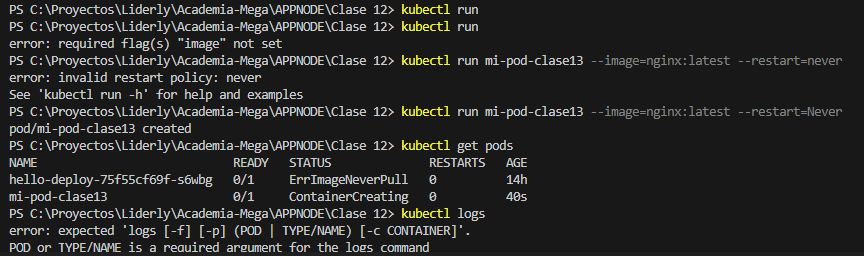 PS C:\Proyectos\Liderly\Academia-Mega\APPNODE\Clase 12> kubectl run
PS C:\Proyectos\Liderly\Academia-Mega\APPNODE\Clase 12> kubectl run
error: required flag(s) "image" not set
PS C:\Proyectos\Liderly\Academia-Mega\APPNODE\Clase 12> kubectl run mi-pod-clase13 --image=nginx:latest --restart=never
error: invalid restart policy: never
See 'kubectl run -h' for help and examples
PS C:\Proyectos\Liderly\Academia-Mega\APPNODE\Clase 12> kubectl run mi-pod-clase13 --image=nginx:latest --restart=Never
pod/mi-pod-clase13 created
PS C:\Proyectos\Liderly\Academia-Mega\APPNODE\Clase 12> kubectl get pods
NAME                            READY   STATUS              RESTARTS   AGE
hello-deploy-75f55cf69f-s6wbg   0/1     ErrImageNeverPull   0          14h
mi-pod-clase13                  0/1     ContainerCreating   0          40s
PS C:\Proyectos\Liderly\Academia-Mega\APPNODE\Clase 12> kubectl logs
error: expected 'logs [-f] [-p] (POD | TYPE/NAME) [-c CONTAINER]'.
POD or TYPE/NAME is a required argument for the logs command